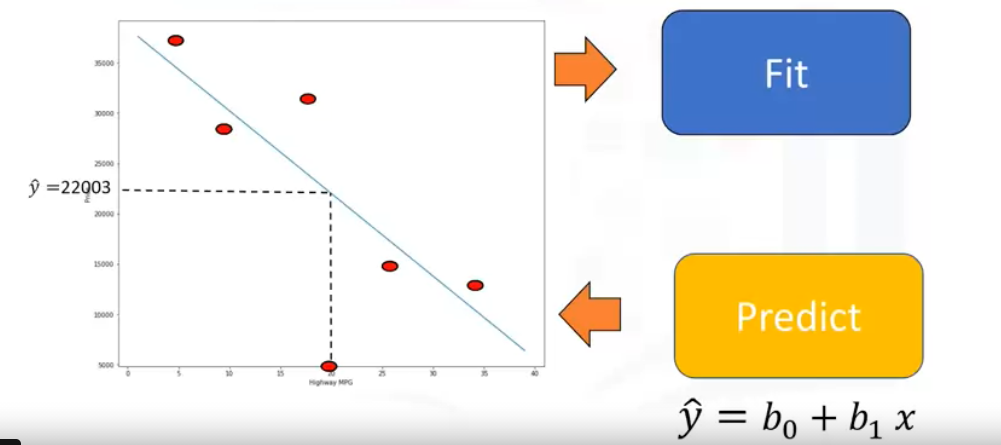 35000
30000
25000
20000
15000
10000
5000
ŷ =22003
Price
0 5 10 15 20 25 30 35 40
Highway MPG
Fit
Predict
ŷ = b₀ + b₁ x